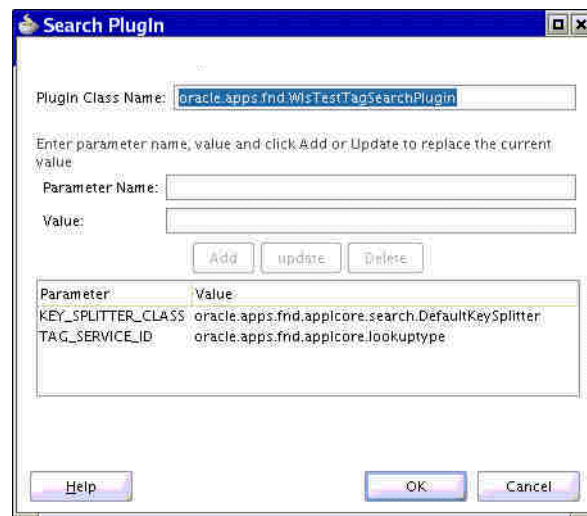 Search PlugIn
PlugIn Class Name: oracle.apps.fnd.WlsTestTagSearchPlugin
Enter parameter name, value and click Add or Update to replace the current
value
Parameter Name:
Value:
Add update Delete
Parameter Value
KEY_SPLITTER_CLASS oracle.apps.fnd.applcore.search.DefaultKeySplitter
TAG_SERVICE_ID oracle.apps.fnd.applcore.lookuptype
Help OK Cancel